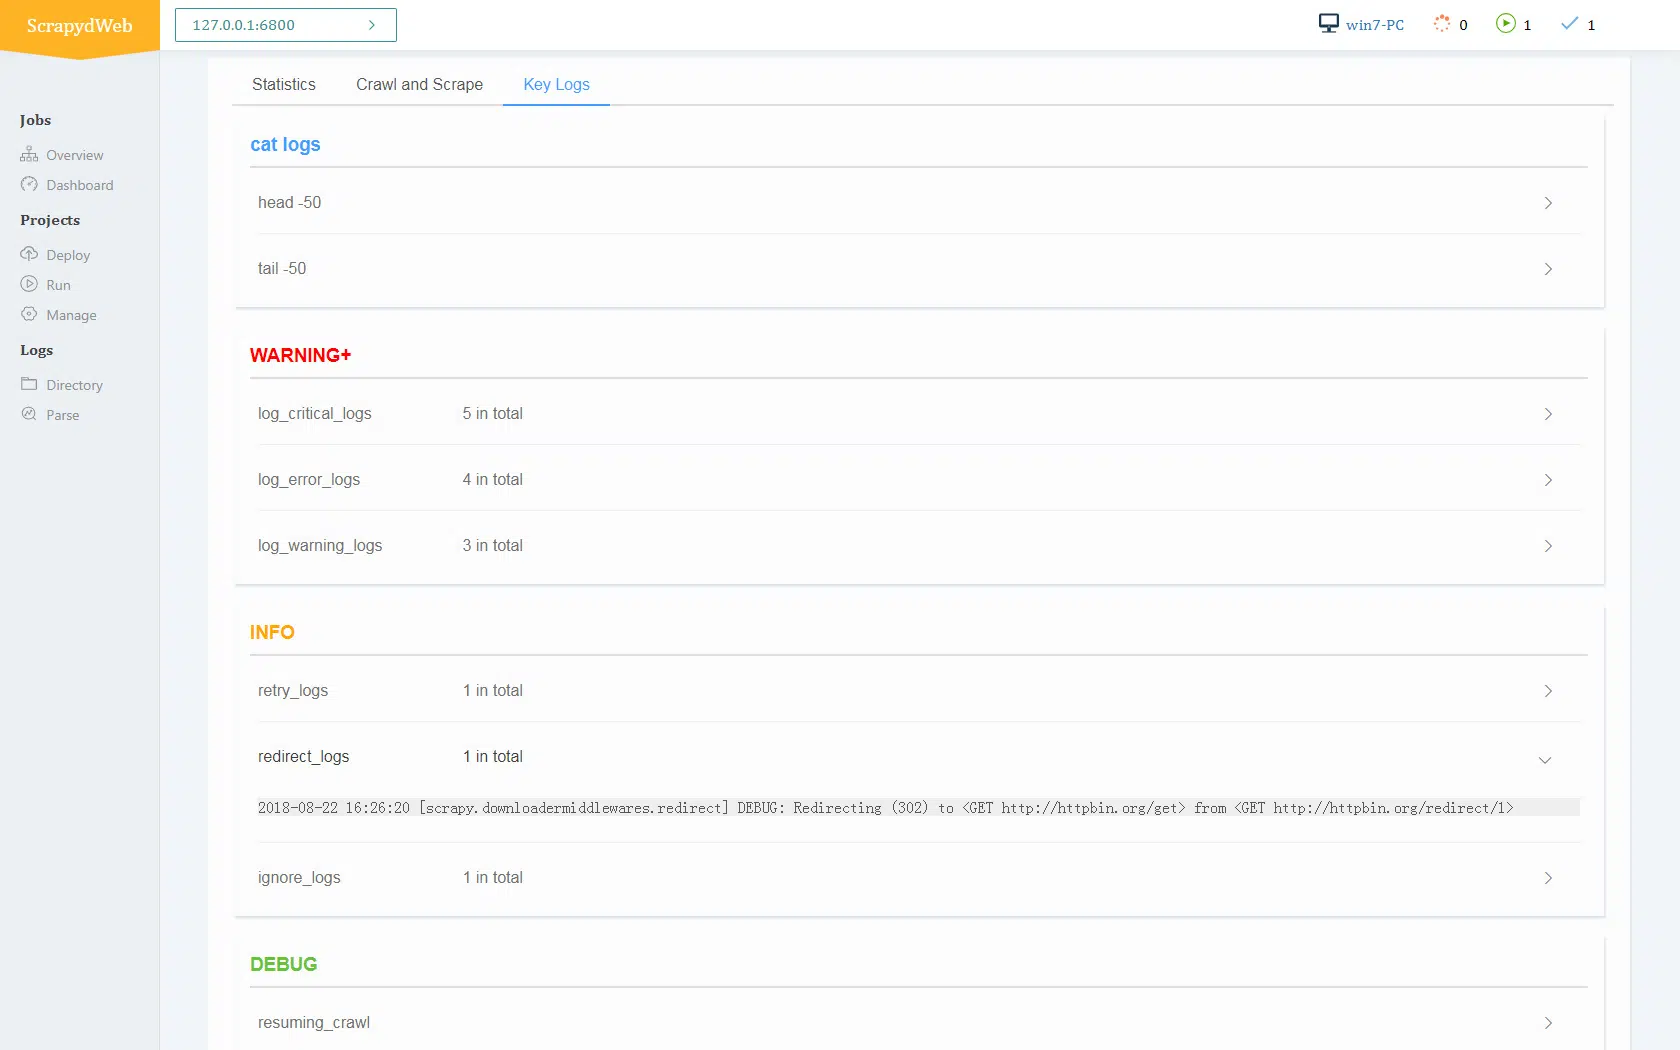 ScrapydWeb
127.0.0.1:6800
win7-PC
0
1
1
Jobs
Overview
Dashboard
Projects
Deploy
Run
Manage
Logs
Directory
Parse
Statistics
Crawl and Scrape
Key Logs
cat logs
head -50
tail -50
WARNING+
log_critical_logs 5 in total
log_error_logs 4 in total
log_warning_logs 3 in total
INFO
retry_logs 1 in total
redirect_logs 1 in total
2018-08-22 16:26:20 [scrapy.downloadermiddlewares.redirect] DEBUG: Redirecting (302) to <GET http://httpbin.org/get> from <GET http://httpbin.org/redirect/1>
ignore_logs 1 in total
DEBUG
resuming_crawl